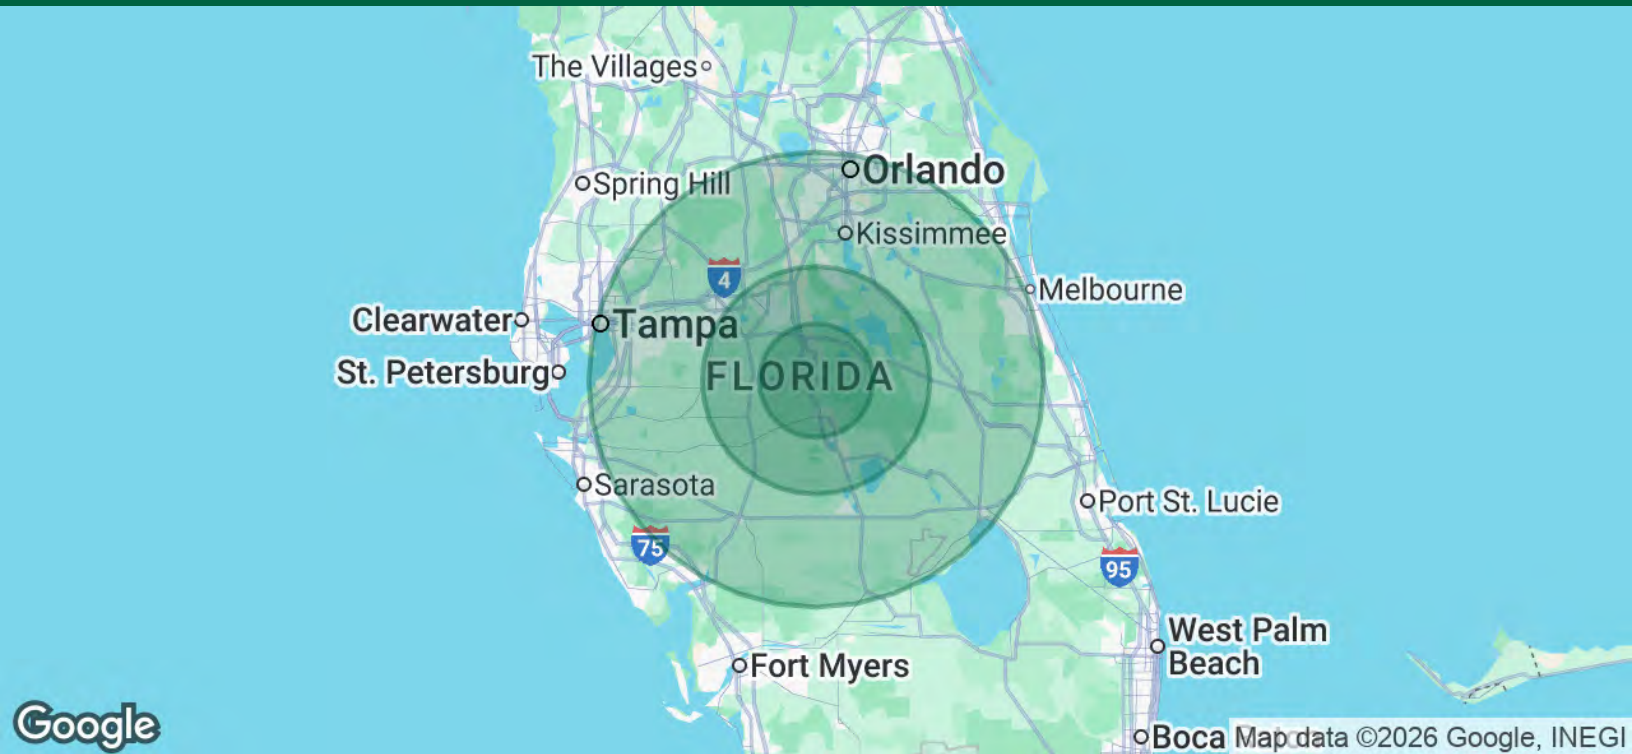 The Villages
Orlando
Spring Hill
Kissimmee
4
Melbourne
Clearwater
Tampa
St. Petersburg
FLORIDA
Sarasota
Port St. Lucie
75
95
West Palm
Beach
Fort Myers
Google
Boca
Map data ©2026 Google, INEGI